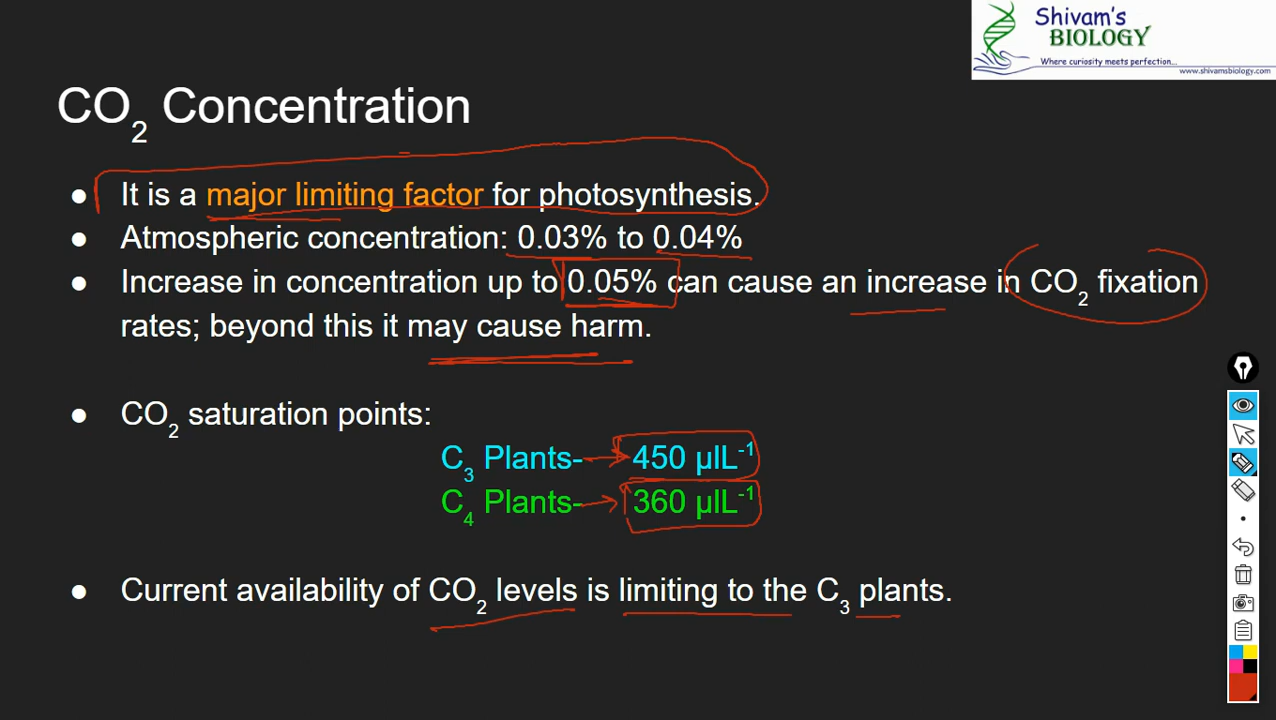 Shivam's
BIOLOGY
Where curiosity meets perfection...
www.shivamsbiology.com
CO₂ Concentration
● It is a major limiting factor for photosynthesis.
● Atmospheric concentration: 0.03% to 0.04%
● Increase in concentration up to 0.05% can cause an increase in CO₂ fixation
rates; beyond this it may cause harm.
● CO₂ saturation points:
C₃ Plants- 450 µlL⁻¹
C₄ Plants- 360 µlL⁻¹
● Current availability of CO₂ levels is limiting to the C₃ plants.